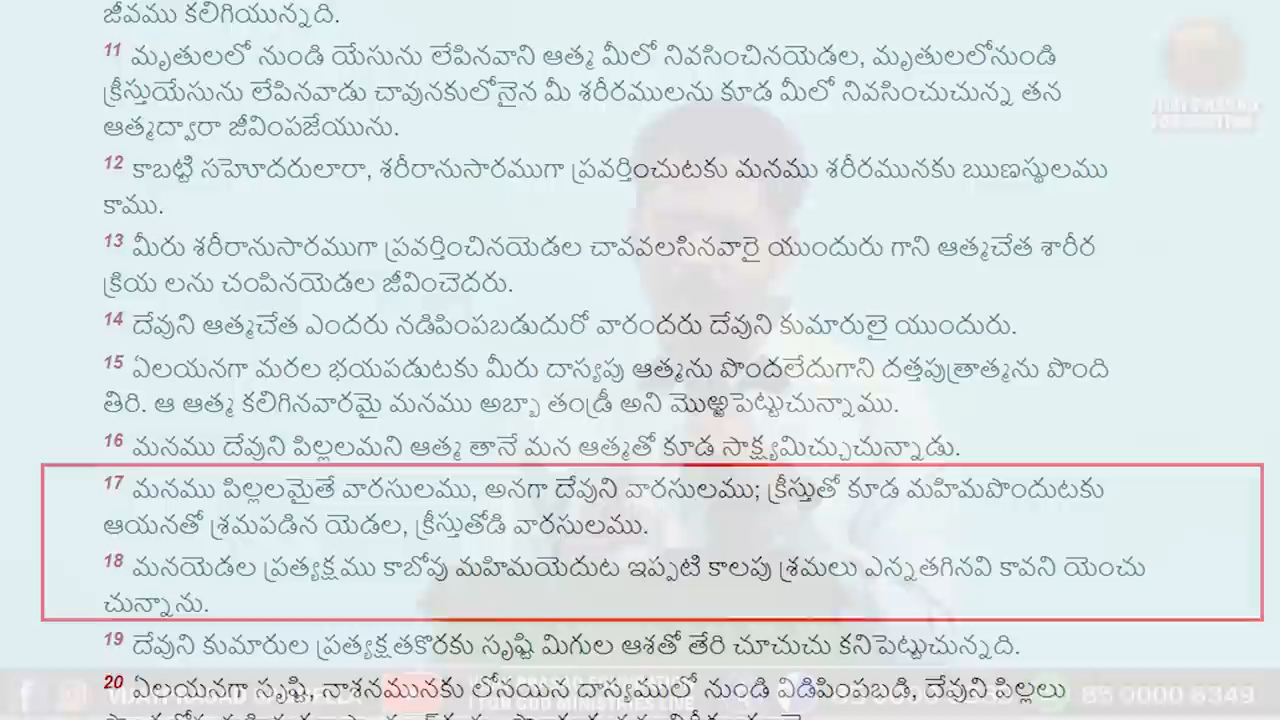 జీవము కలిగియున్నది.
11 మృతులలో నుండి యేసును లేపినవాని ఆత్మ మీలో నివసించినయెడల, మృతులలోనుండి
క్రీస్తుయేసును లేపినవాడు చావునకులోనైన మీ శరీరములను కూడ మీలో నివసించుచున్న తన
ఆత్మద్వారా జీవింపజేయును.
12 కాబట్టి సహోదరులారా, శరీరానుసారముగా ప్రవర్తించుటకు మనము శరీరమునకు ఋణస్థులము
కాము.
13 మీరు శరీరానుసారముగా ప్రవర్తించినయెడల చావవలసినవారై యుందురు గాని ఆత్మచేత శారీర
క్రియ లను చంపినయెడల జీవించెదరు.
14 దేవుని ఆత్మచేత ఎందరు నడిపింపబడుదురో వారందరు దేవుని కుమారులై యుందురు.
15 ఏలయనగా మరల భయపడుటకు మీరు దాస్యపు ఆత్మను పొందలేదుగాని దత్తపుత్రాత్మను పొంది
తిరి. ఆ ఆత్మ కలిగినవారమై మనము అబ్బా తండ్రీ అని మొఱ్ఱపెట్టుచున్నాము.
16 మనము దేవుని పిల్లలమని ఆత్మ తానే మన ఆత్మతో కూడ సాక్ష్యమిచ్చుచున్నాడు.
17 మనము పిల్లలమైతే వారసులము, అనగా దేవుని వారసులము; క్రీస్తుతో కూడ మహిమపొందుటకు
ఆయనతో శ్రమపడిన యెడల, క్రీస్తుతోడి వారసులము.
18 మనయెడల ప్రత్యక్షము కాబోవు మహిమయెదుట ఇప్పటి కాలపు శ్రమలు ఎన్నతగినవి కావని యెంచు
చున్నాను.
19 దేవుని కుమారుల ప్రత్యక్షతకొరకు సృష్టి మిగుల ఆశతో తేరి చూచుచు కనిపెట్టుచున్నది.
20 ఏలయనగా సృష్టి, నాశనమునకు లోనయిన దాస్యములో నుండి విడిపింపబడి, దేవునిపిల్లలు
85 0000 6349